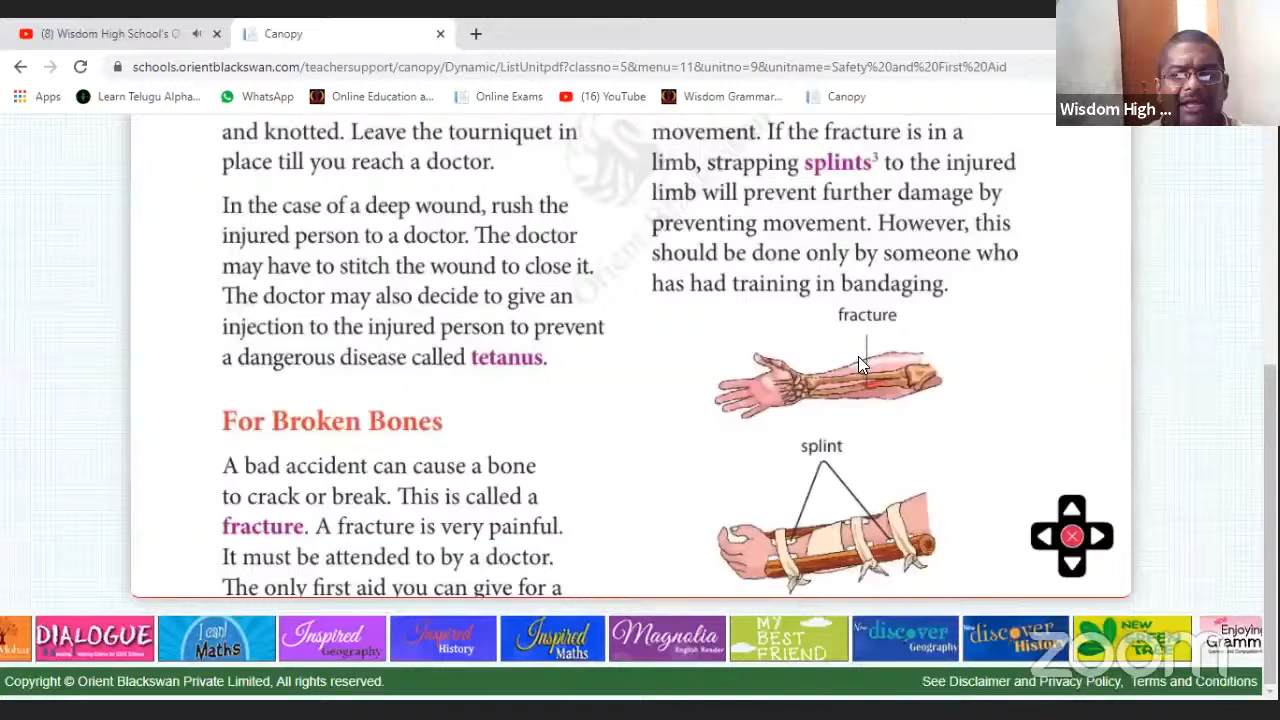 (8) Wisdom High School's O
Canopy
schools.orientblackswan.com/teachersupport/canopy/Dynamic/ListUnitpdf?classno=5&menu=11&unitno=9&unitname=Safety%20and%20First%20Aid
Apps
Learn Telugu Alpha...
WhatsApp
Online Education a...
Online Exams
(16) YouTube
Wisdom Grammar...
Canopy
Wisdom High ...
and knotted. Leave the tourniquet in
place till you reach a doctor.
In the case of a deep wound, rush the
injured person to a doctor. The doctor
may have to stitch the wound to close it.
The doctor may also decide to give an
injection to the injured person to prevent
a dangerous disease called tetanus.
For Broken Bones
A bad accident can cause a bone
to crack or break. This is called a
fracture. A fracture is very painful.
It must be attended to by a doctor.
The only first aid you can give for a
movement. If the fracture is in a
limb, strapping splints³ to the injured
limb will prevent further damage by
preventing movement. However, this
should be done only by someone who
has had training in bandaging.
fracture
splint
Mohar
DIALOGUE
I can!
Maths
Inspired
Geography
Inspired
History
Inspired
Maths
Magnolia
English Reader
MY
BEST
FRIEND
discover
Geography
discover
History
NEW
GREEN
TREE
Enjoying
Gramm
zoom
Copyright © Orient Blackswan Private Limited, All rights reserved.
See Disclaimer and Privacy Policy, Terms and Conditions